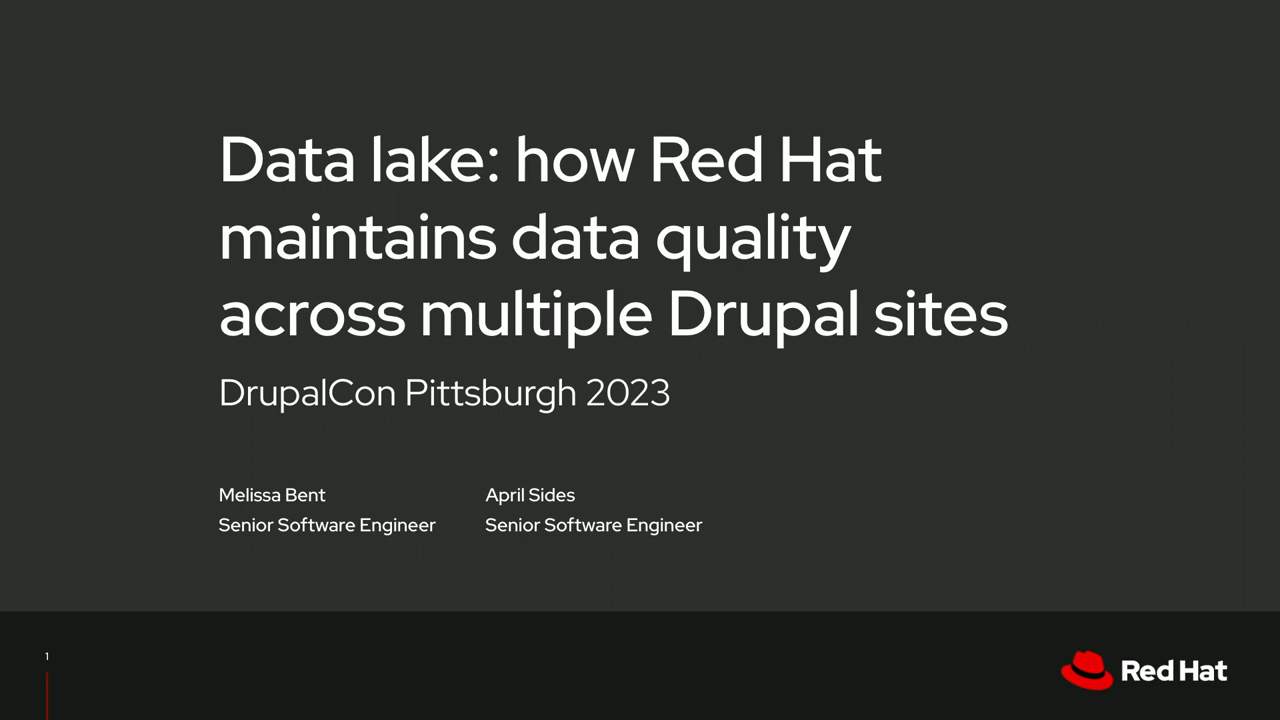 Data lake: how Red Hat
maintains data quality
across multiple Drupal sites
DrupalCon Pittsburgh 2023
Melissa Bent
Senior Software Engineer
April Sides
Senior Software Engineer
1
Red Hat